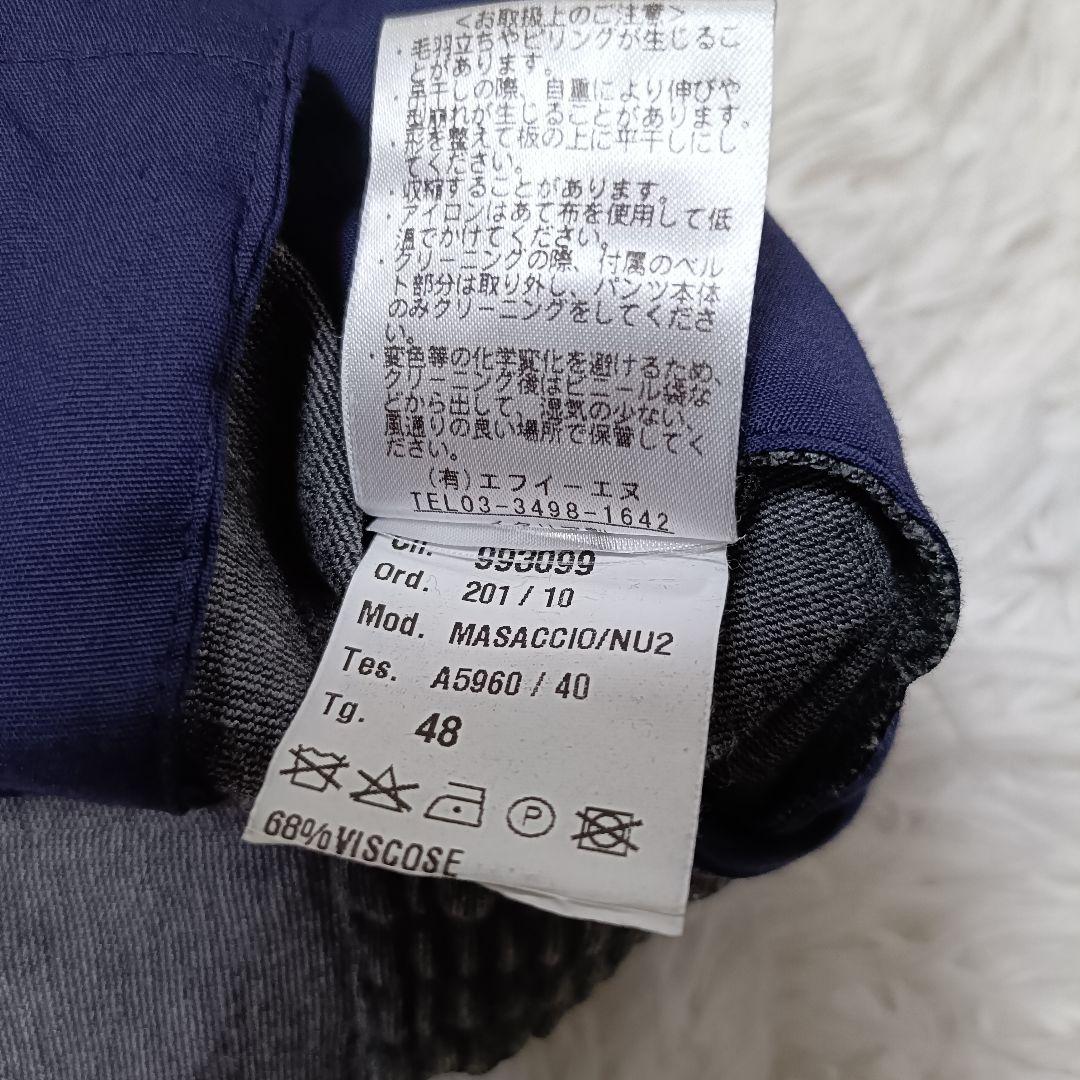 <お取扱上のご注意>
・毛羽立ちやピリングが生じるこ
とがあります。
・平干しの際、自重により伸びや
型崩れが生じることがあります。
・形を整えて板の上に平干しにし
てください。
・収縮することがあります。
・アイロンはあて布を使用して低
温でかけてください。
・クリーニングの際、付属のベル
ト部分は取り外し、パンツ本体
のみクリーニングをしてくださ
い。
・変色等の化学変化を避けるため、
クリーニング後はビニール袋な
どから出して、湿気の少ない、
風通りの良い場所で保管してく
ださい。
(有)エフイーエヌ
TEL03-3498-1642
993099
Ord. 201 / 10
Mod. MASACCIO/NU2
Tes. A5960 / 40
Tg. 48
P
68%VISCOSE